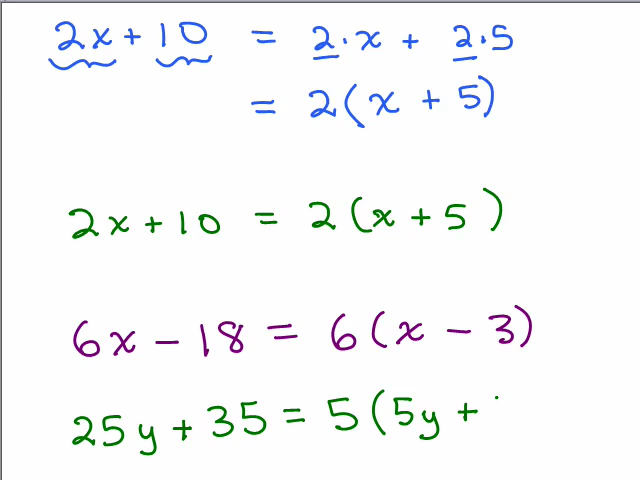 2x + 10 = 2·x + 2·5
= 2(x + 5)
2x + 10 = 2(x + 5)
6x − 18 = 6(x − 3)
25y + 35 = 5(5y +